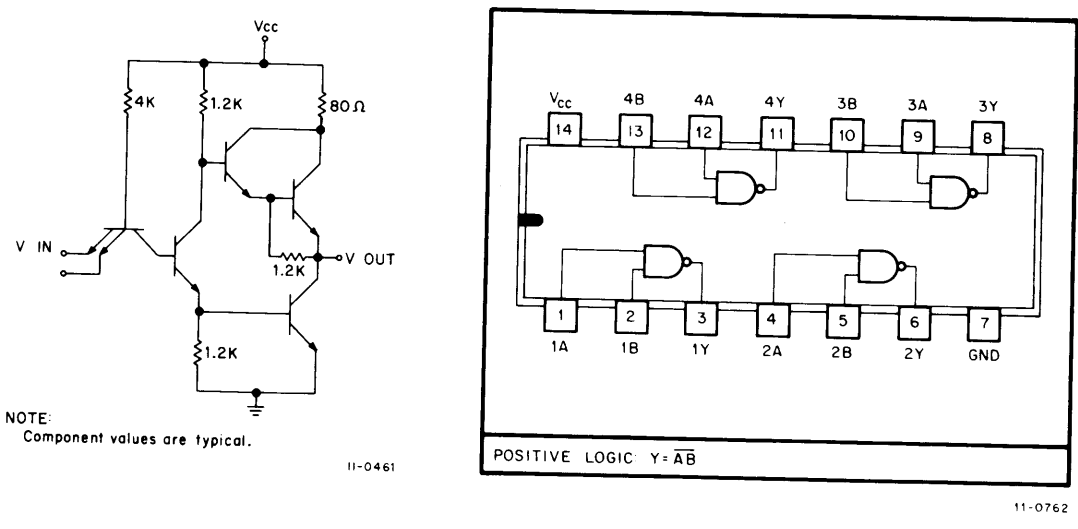 Vcc
4K
1.2K
80Ω
V IN
1.2K
V OUT
1.2K
NOTE:
Component values are typical.
11-0461
Vcc 4B 4A 4Y 3B 3A 3Y
14 13 12 11 10 9 8
1 2 3 4 5 6 7
1A 1B 1Y 2A 2B 2Y GND
POSITIVE LOGIC: Y=A̅B̅
11-0762